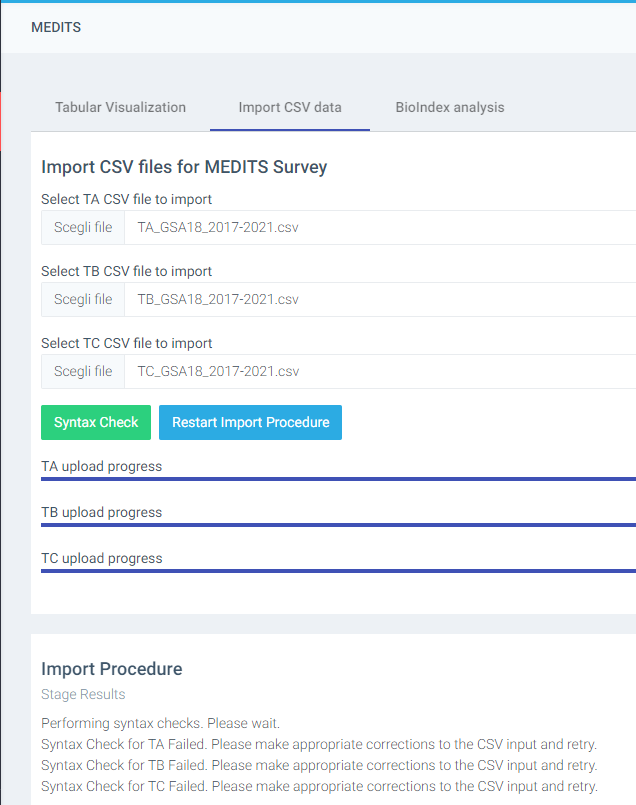 MEDITS
Tabular Visualization
Import CSV data
BioIndex analysis
Import CSV files for MEDITS Survey
Select TA CSV file to import
Scegli file TA_GSA18_2017-2021.csv
Select TB CSV file to import
Scegli file TB_GSA18_2017-2021.csv
Select TC CSV file to import
Scegli file TC_GSA18_2017-2021.csv
Syntax Check Restart Import Procedure
TA upload progress
TB upload progress
TC upload progress
Import Procedure
Stage Results
Performing syntax checks. Please wait.
Syntax Check for TA Failed. Please make appropriate corrections to the CSV input and retry.
Syntax Check for TB Failed. Please make appropriate corrections to the CSV input and retry.
Syntax Check for TC Failed. Please make appropriate corrections to the CSV input and retry.